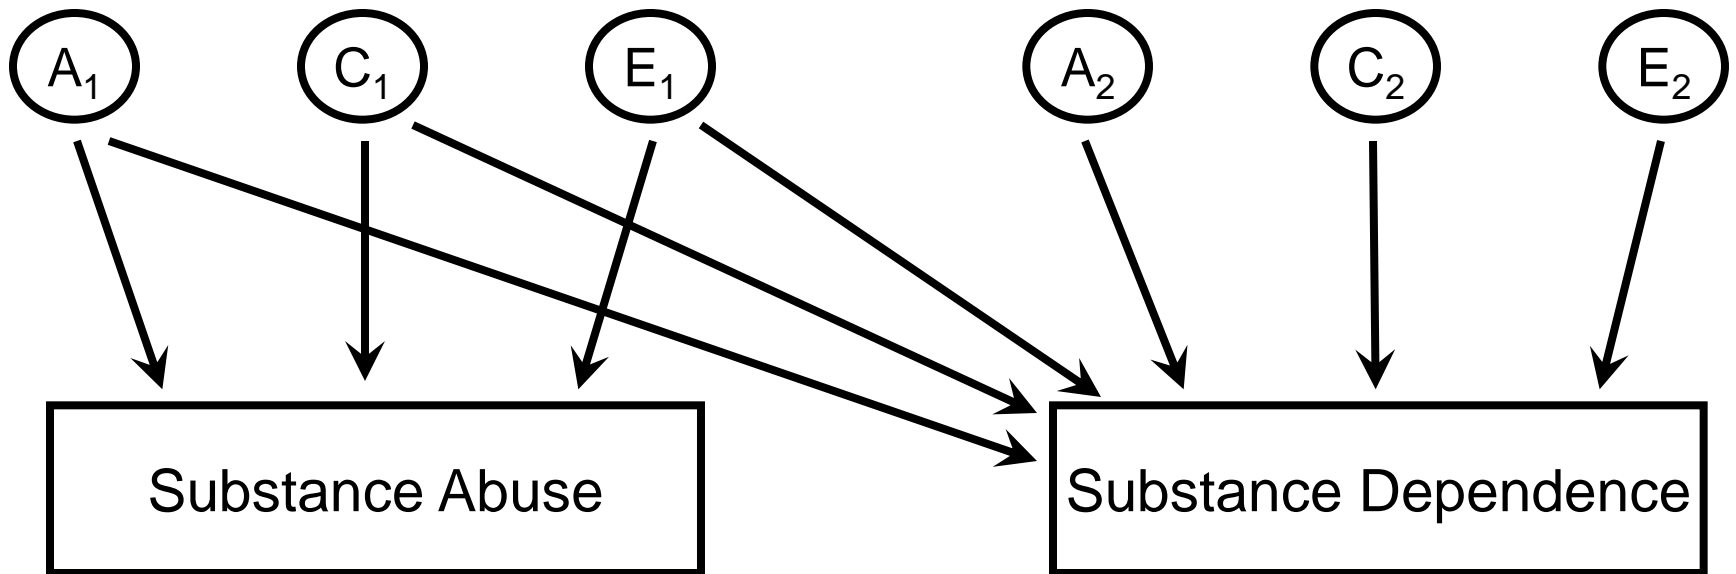 A₁ C₁ E₁ A₂ C₂ E₂
Substance Abuse Substance Dependence